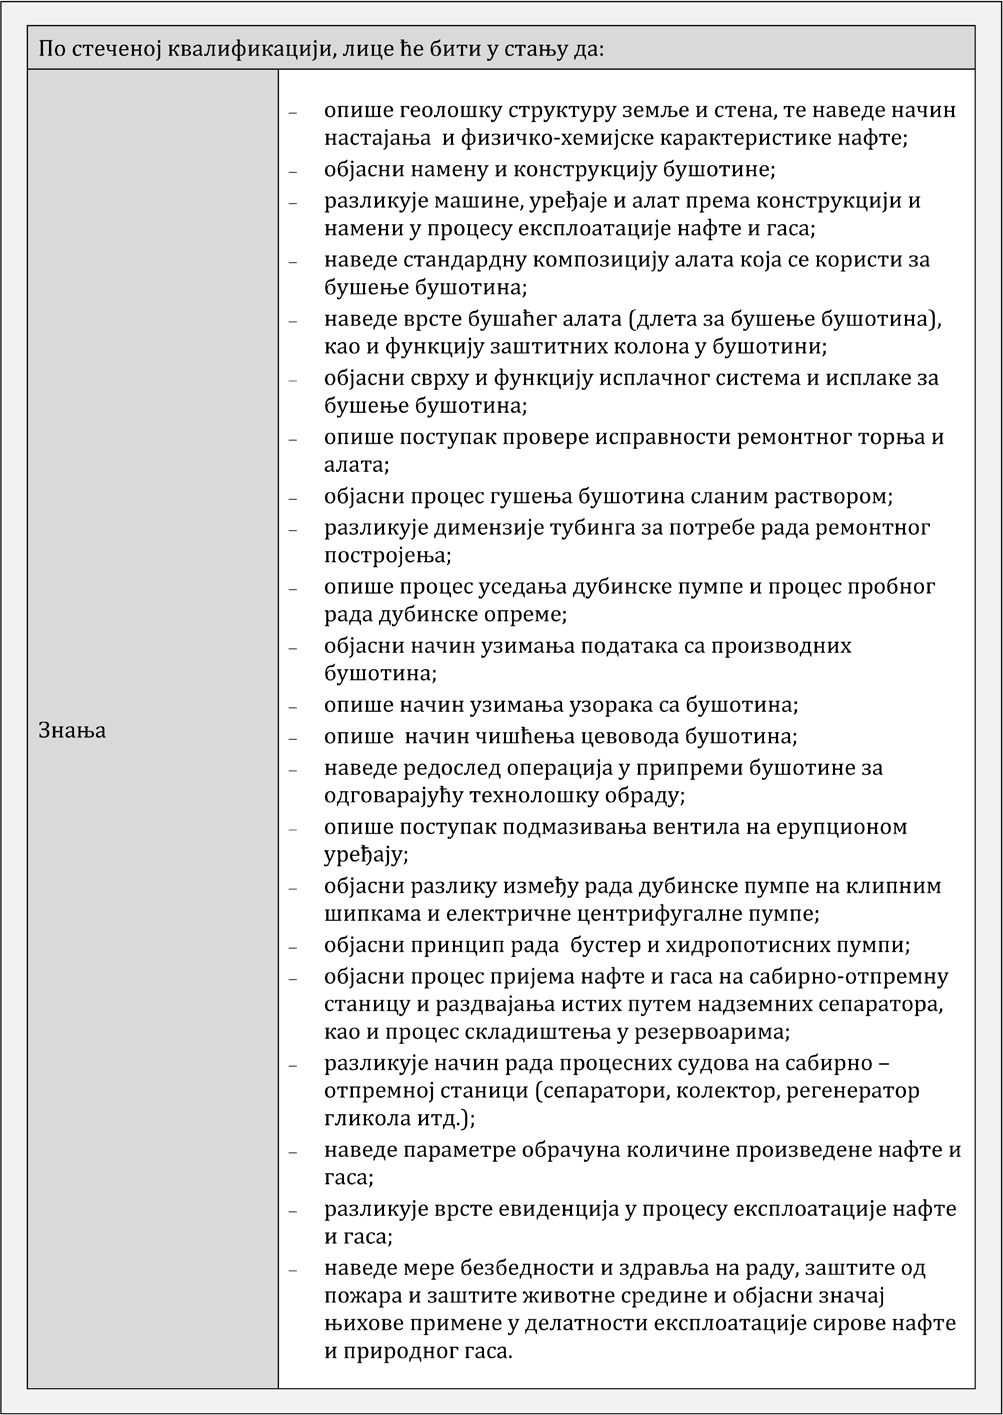 По стеченој квалификацији, лице ће бити у стању да:
Знања
– опише геолошку структуру земље и стена, те наведе начин
настајања и физичко-хемијске карактеристике нафте;
– објасни намену и конструкцију бушотине;
– разликује машине, уређаје и алат према конструкцији и
намени у процесу експлоатације нафте и гаса;
– наведе стандардну композицију алата која се користи за
бушење бушотина;
– наведе врсте бушаћег алата (длета за бушење бушотина),
као и функцију заштитних колона у бушотини;
– објасни сврху и функцију исплачног система и исплаке за
бушење бушотина;
– опише поступак провере исправности ремонтног торња и
алата;
– објасни процес гушења бушотина сланим раствором;
– разликује димензије тубинга за потребе рада ремонтног
постројења;
– опише процес уседања дубинске пумпе и процес пробног
рада дубинске опреме;
– објасни начин узимања података са производних
бушотина;
– опише начин узимања узорака са бушотина;
– опише начин чишћења цевовода бушотина;
– наведе редослед операција у припреми бушотине за
одговарајућу технолошку обраду;
– опише поступак подмазивања вентила на ерупционом
уређају;
– објасни разлику између рада дубинске пумпе на клипним
шипкама и електричне центрифугалне пумпе;
– објасни принцип рада бустер и хидропотисних пумпи;
– објасни процес пријема нафте и гаса на сабирно-отпремну
станицу и раздвајања истих путем надземних сепаратора,
као и процес складиштења у резервоарима;
– разликује начин рада процесних судова на сабирно –
отпремној станици (сепаратори, колектор, регенератор
гликола итд.);
– наведе параметре обрачуна количине произведене нафте и
гаса;
– разликује врсте евиденција у процесу експлоатације нафте
и гаса;
– наведе мере безбедности и здравља на раду, заштите од
пожара и заштите животне средине и објасни значај
њихове примене у делатности експлоатације сирове нафте
и природног гаса.